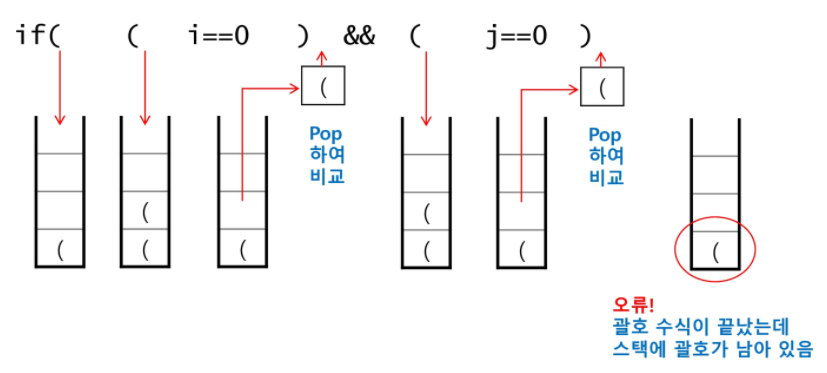 if( ( i==0 ) && ( j==0 )
( (
Pop
하여
비교
Pop
하여
비교
( (
( ( ( ( ( (
오류!
괄호 수식이 끝났는데
스택에 괄호가 남아 있음